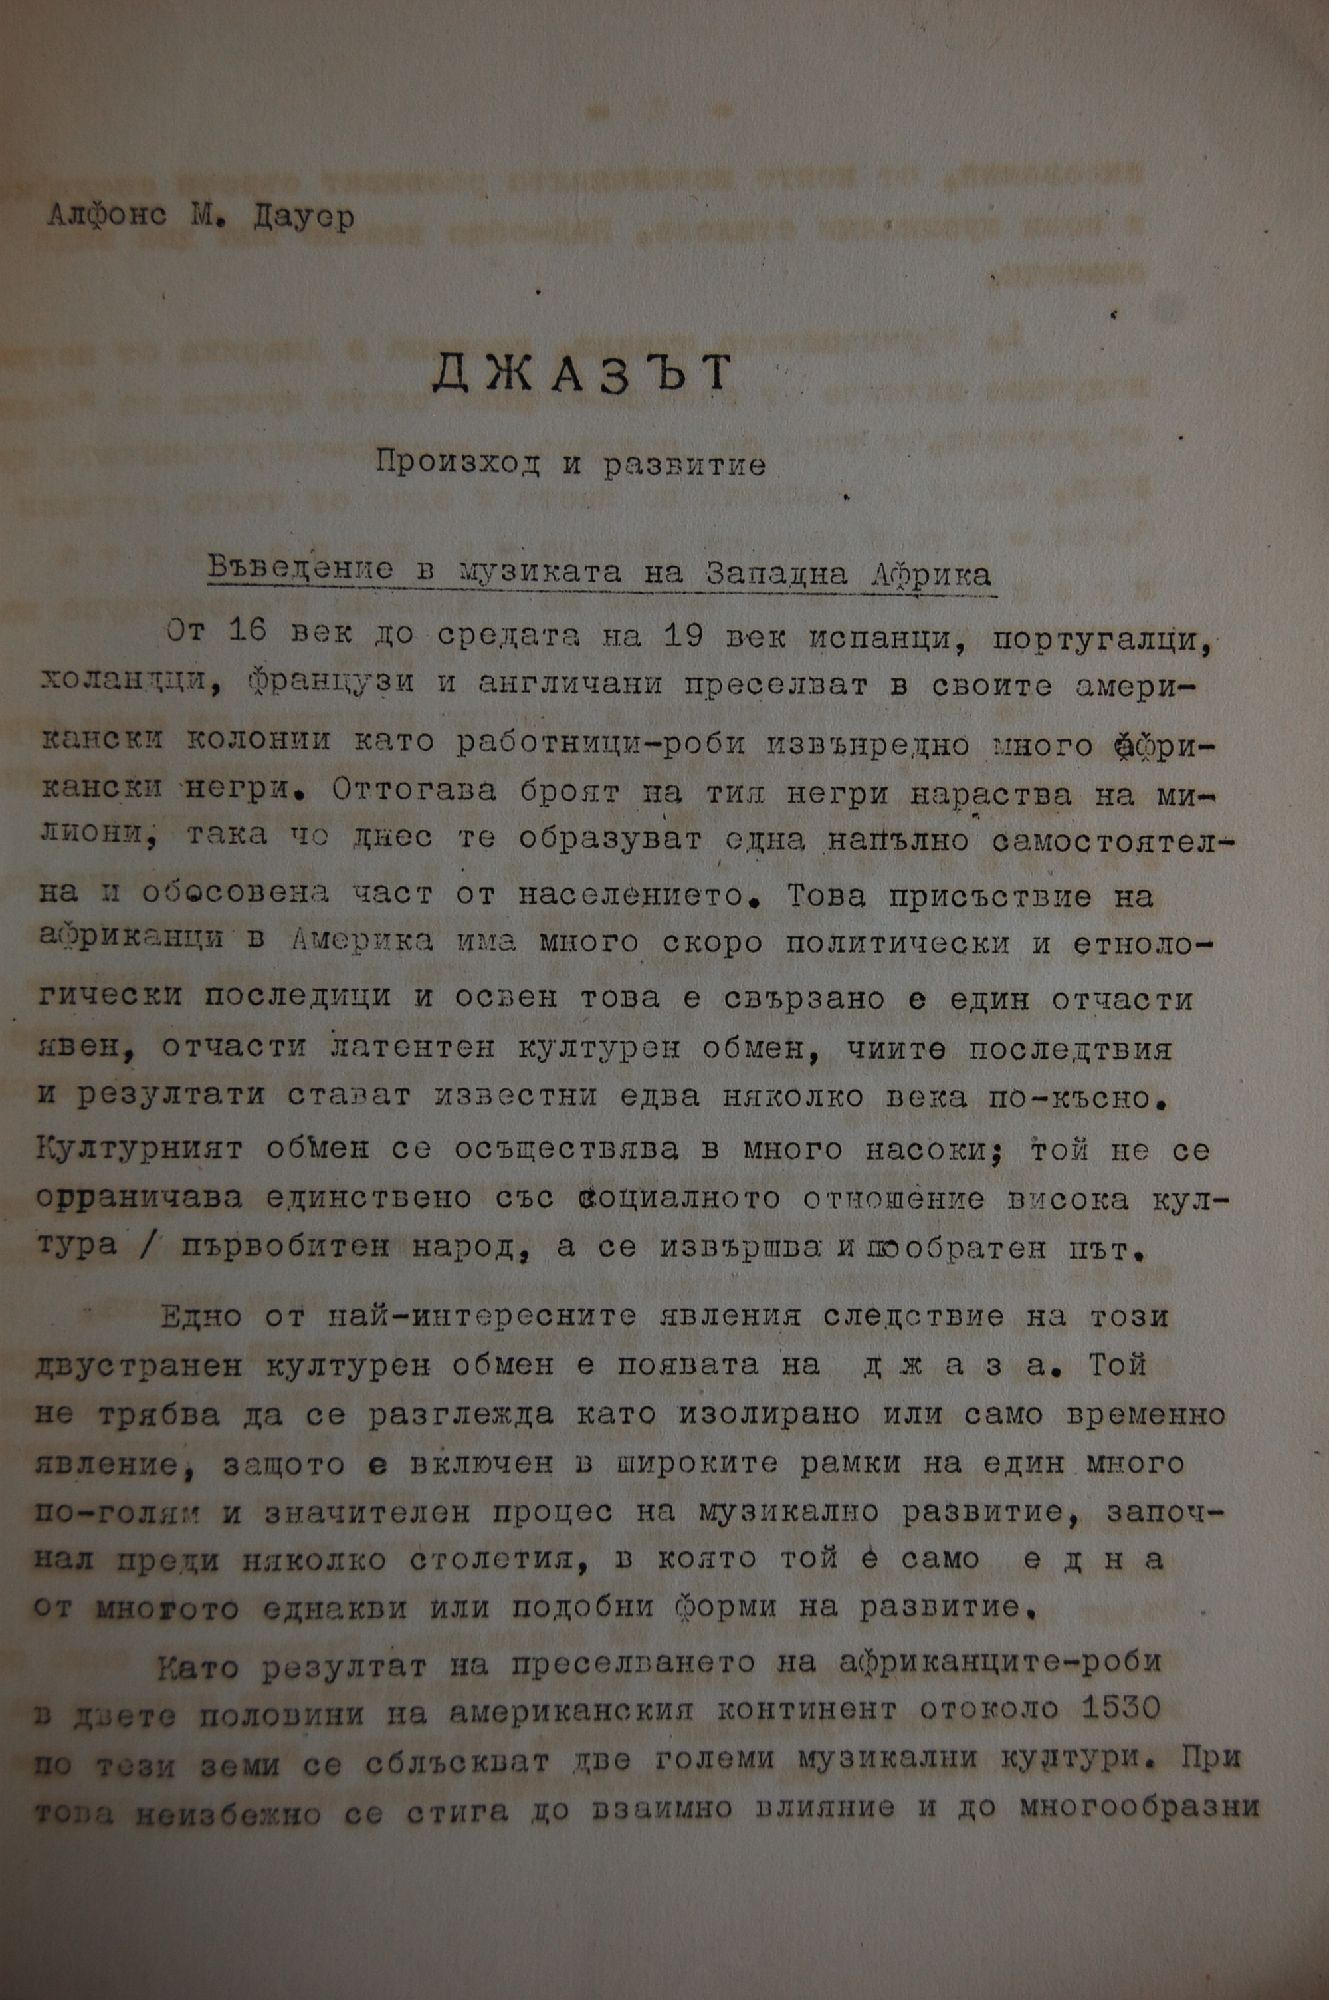 Алфонс М. Дауер
ДЖАЗЪТ
Произход и развитие
Въведение в музиката на Западна Африка
От 16 век до средата на 19 век испанци, португалци,
холандци, французи и англичани преселват в своите амери-
кански колонии като работници-роби извънредно много афри-
кански негри. Оттогава броят на тия негри нараства на ми-
лиони, така че днес те образуват една напълно самостоятел-
на и обособена част от населението. Това присъствие на
африканци в Америка има много скоро политически и етноло-
гически последици и освен това е свързано е един отчасти
явен, отчасти латентен културен обмен, чиите последтвия
и резултати стават известни едва няколко века по-късно.
Културният обмен се осъществява в много насоки; той не се
орраничава единствено със социалното отношение висока кул-
тура / първобитен народ, а се извършва и по обратен път.
Едно от най-интересните явления следствие на този
двустранен културен обмен е появата на д ж а з а. Той
не трябва да се разглежда като изолирано или само временно
явление, защото е включен в широките рамки на един много
по-голям и значителен процес на музикално развитие, започ-
нал преди няколко столетия, в която той е само е д н а
от многото еднакви или подобни форми на развитие.
Като резултат на преселването на африканците-роби
в двете половини на американския континент отоколо 1530
по тези земи се сблъскват две големи музикални култури. При
това неизбежно се стига до взаимно влияние и до многообразни